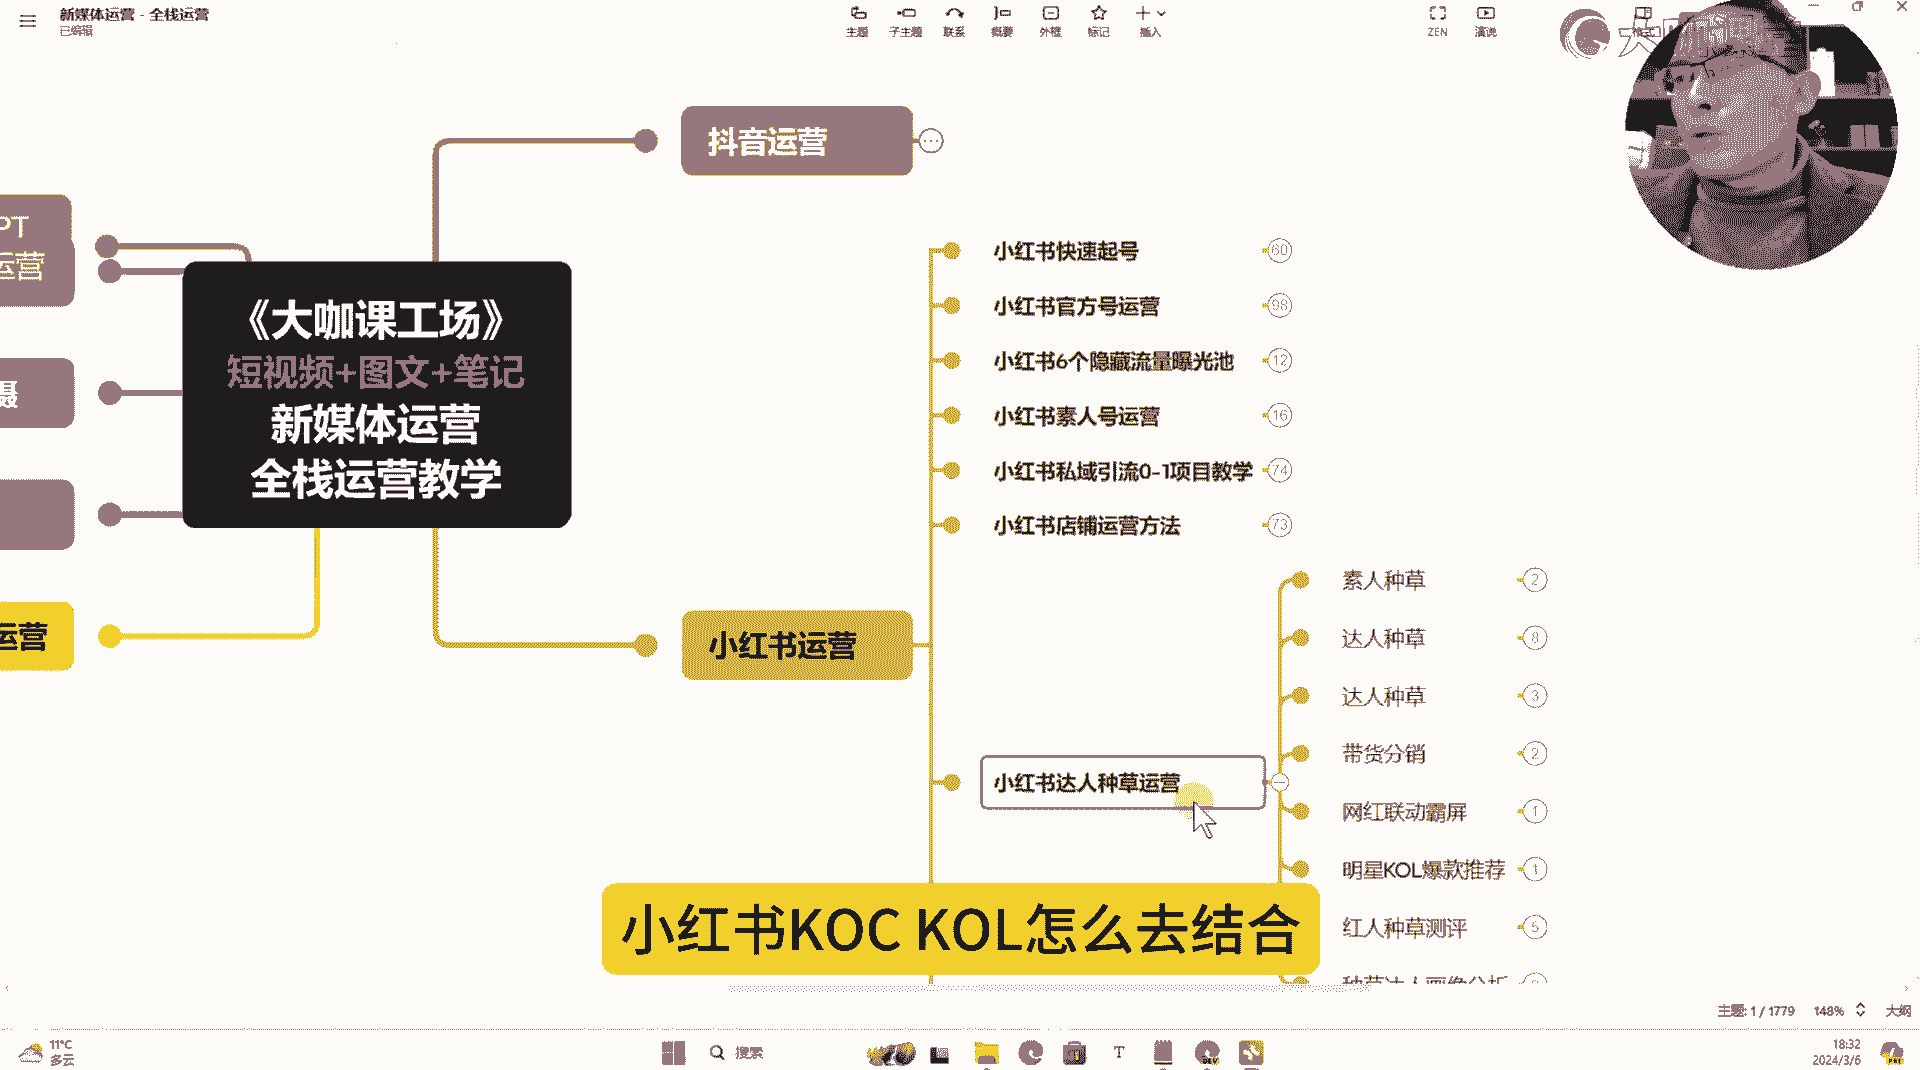 新媒体运营 - 全栈运营
已编辑
主题
子主题
联系
概要
外框
标记
插入
ZEN
演说
抖音运营
PT
运营
摄
运营
《大咖课工场》
短视频+图文+笔记
新媒体运营
全栈运营教学
小红书运营
小红书快速起号
60
小红书官方号运营
98
小红书6个隐藏流量曝光池
12
小红书素人号运营
16
小红书私域引流0-1项目教学
74
小红书店铺运营方法
73
小红书达人种草运营
素人种草
2
达人种草
8
达人种草
3
带货分销
2
网红联动霸屏
1
明星KOL爆款推荐
1
红人种草测评
5
种草达人画像分析
小红书KOC KOL怎么去结合
主题: 1 / 1779
148%
大纲
11°C
多云
搜索
18:32
2024/3/6